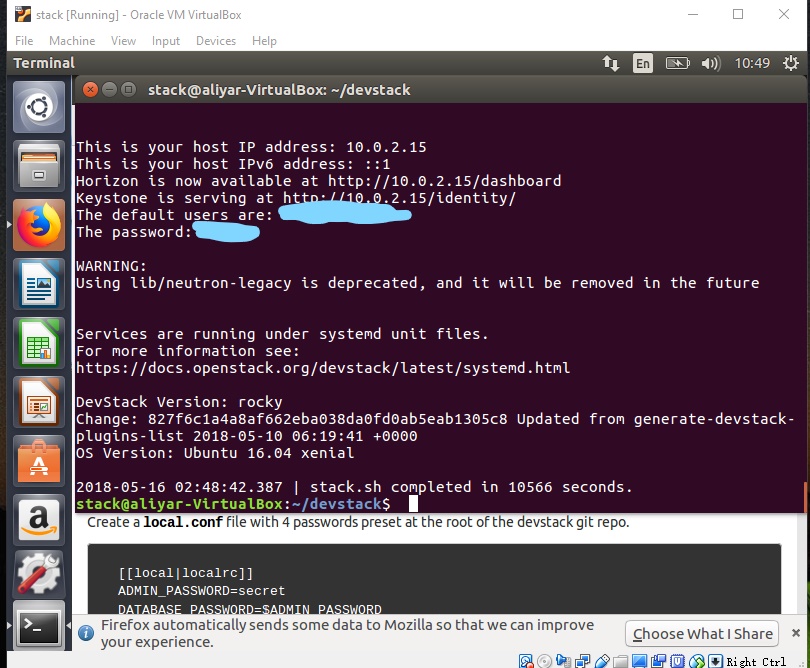 stack [Running] - Oracle VM VirtualBox
File Machine View Input Devices Help
Terminal En 10:49
stack@aliyar-VirtualBox: ~/devstack
This is your host IP address: 10.0.2.15
This is your host IPv6 address: ::1
Horizon is now available at http://10.0.2.15/dashboard
Keystone is serving at http://10.0.2.15/identity/
The default users are:
The password:
WARNING:
Using lib/neutron-legacy is deprecated, and it will be removed in the future
Services are running under systemd unit files.
For more information see:
https://docs.openstack.org/devstack/latest/systemd.html
DevStack Version: rocky
Change: 827f6c1a4a8af662eba038da0fd0ab5eab1305c8 Updated from generate-devstack-
plugins-list 2018-05-10 06:19:41 +0000
OS Version: Ubuntu 16.04 xenial
2018-05-16 02:48:42.387 | stack.sh completed in 10566 seconds.
stack@aliyar-VirtualBox:~/devstack$
Create a local.conf file with 4 passwords preset at the root of the devstack git repo.
[[local|localrc]]
ADMIN_PASSWORD=secret
DATABASE_PASSWORD=$ADMIN_PASSWORD
Firefox automatically sends some data to Mozilla so that we can improve
your experience.
Choose What I Share
Right Ctrl